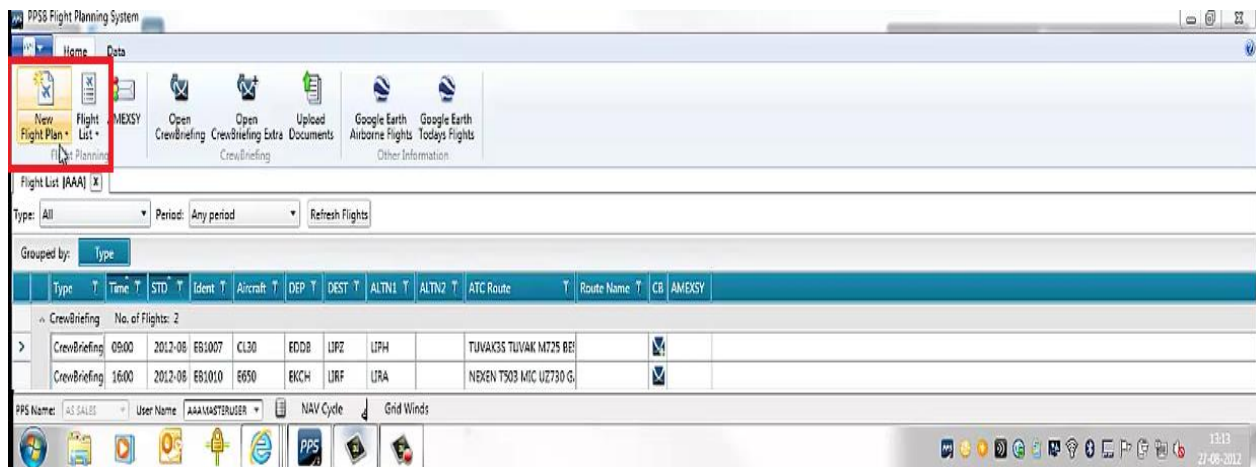 PPS8 Flight Planning System
Home Data
New Flight Plan
Flight List
AMEXSY
Open CrewBriefing
Open CrewBriefing Extra
Upload Documents
Google Earth Airborne Flights
Google Earth Todays Flights
Flight Planning
CrewBriefing
Other Information
Flight List [AAA] X
Type: All Period: Any period Refresh Flights
Grouped by: Type
Type Time STD Ident Aircraft DEP DEST ALTN1 ALTN2 ATC Route Route Name CB AMEXSY
CrewBriefing No. of Flights: 2
CrewBriefing 09:00 2012-08 EB1007 CL30 EDDB LIPZ LIPH TUVAK3S TUVAK M725
CrewBriefing 16:00 2012-08 EB1010 E650 EKCH LIRF LIRA NEXEN T503 MIC UZ730
PPS Name: AS SALES User Name AAAMASTERUSER NAV Cycle Grid Winds
PPS
13:13
27-08-2012